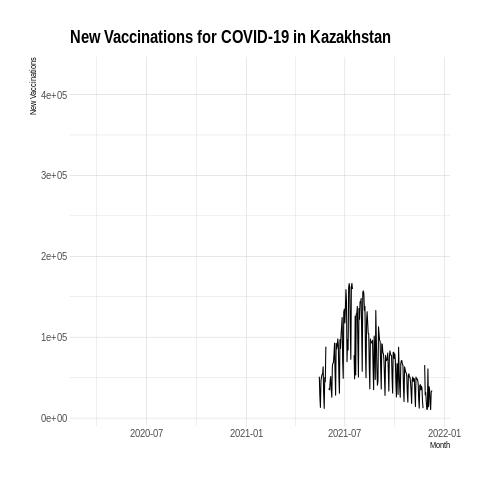 New Vaccinations for COVID-19 in Kazakhstan
New Vaccinations
4e+05
3e+05
2e+05
1e+05
0e+00
2020-07 2021-01 2021-07 2022-01
Month